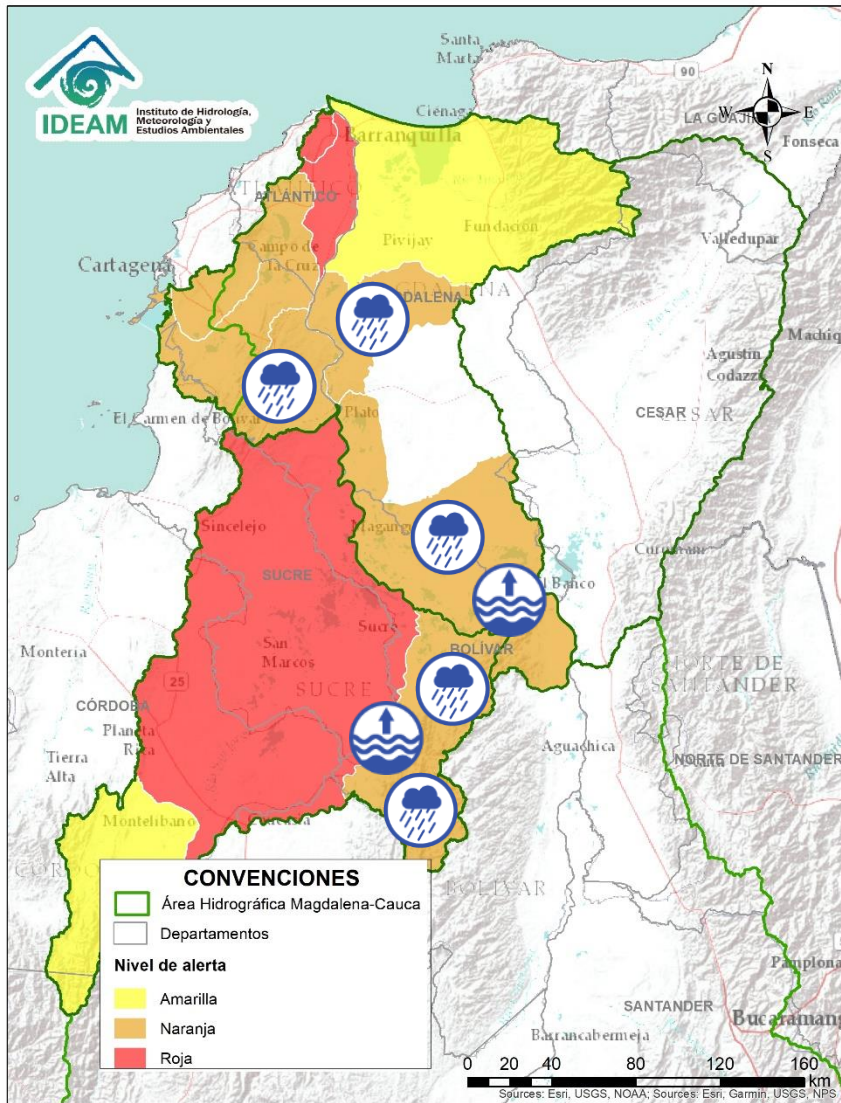 IDEAM
Instituto de Hidrología,
Meteorología y
Estudios Ambientales
Santa
Marta
90
N
W
E
S
LA GUAJI
Fonseca
Ciénaga
Barranquilla
ATLÁNTICO
Pivijay
Fundación
Valledupar
Campo de
la Cruz
Cartagena
DALENA
Machiq
Agustín
Codazzi
CESAR
CESAR
El Carmen de Bolívar
Plato
Sincelejo
Magangu
SUCRE
Curumaní
l Banco
Sucre
BOLÍVAR
Montería
San
Marcos
SUCRE
25
NORTE DE
SANTANDER
CÓRDOBA
Planeta
Rica
Tierra
Alta
Aguachica
NORTE DE SANTANDER
Montelíbano
BOLÍVAR
CONVENCIONES
Área Hidrográfica Magdalena-Cauca
Departamentos
Nivel de alerta
Amarilla
Naranja
Roja
Pamplona
SANTANDER
Bucaramang
Barrancabermeja
0 20 40 80 120 160
km
Sources: Esri, USGS, NOAA; Sources: Esri, Garmin, USGS, NPS